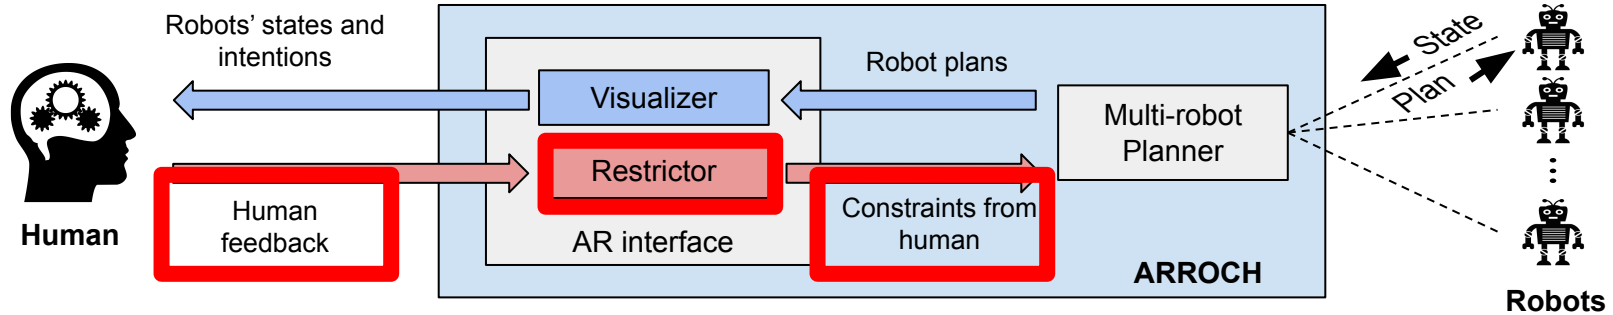 Robots’ states and
intentions
Human
Human
feedback
Visualizer
Restrictor
AR interface
Robot plans
Constraints from
human
Multi-robot
Planner
ARROCH
State
Plan
Robots